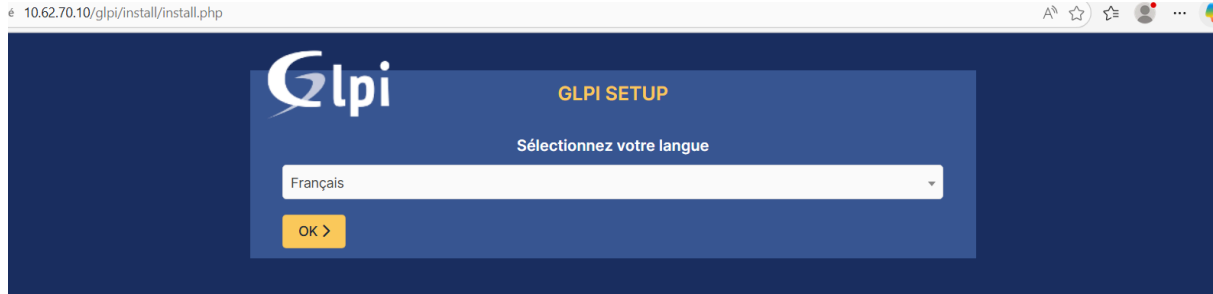 é 10.62.70.10/glpi/install/install.php
Glpi
GLPI SETUP
Sélectionnez votre langue
Français
OK